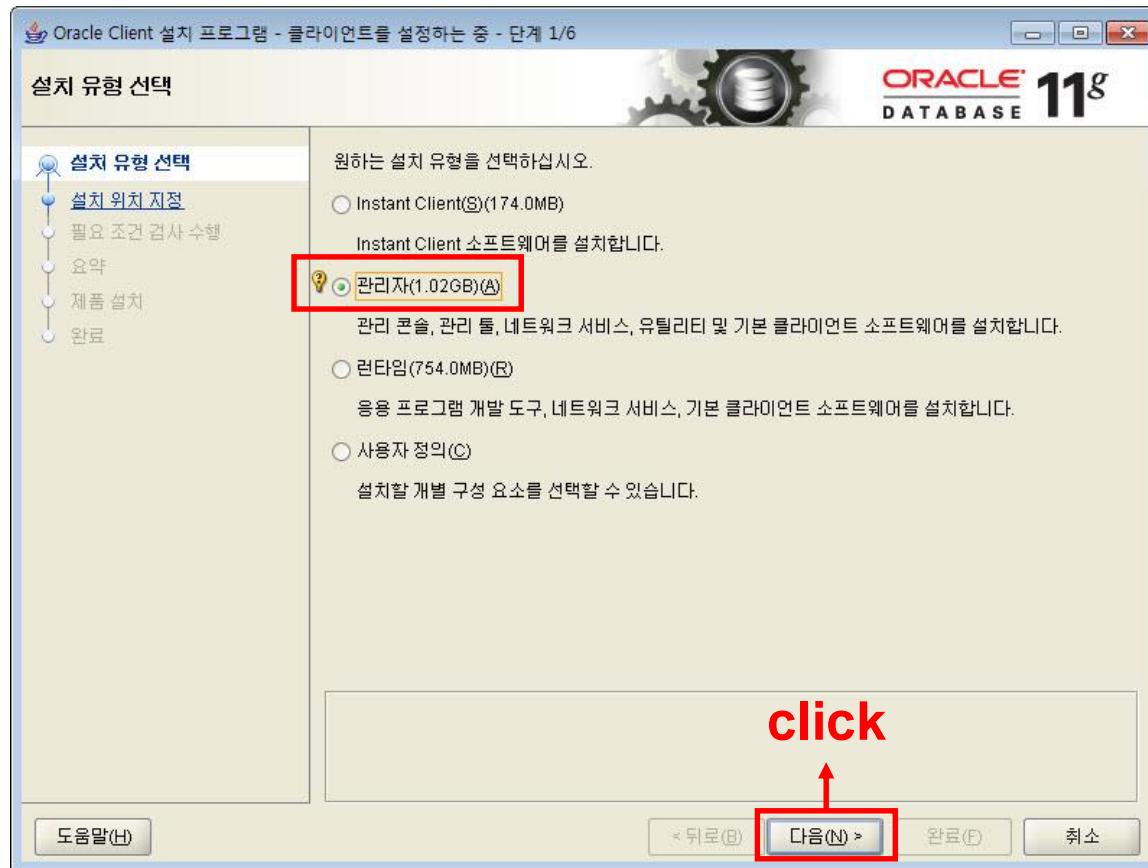 Oracle Client 설치 프로그램 - 클라이언트를 설정하는 중 - 단계 1/6
설치 유형 선택
ORACLE
DATABASE
11g
설치 유형 선택
설치 위치 지정
필요 조건 검사 수행
요약
제품 설치
완료
원하는 설치 유형을 선택하십시오.
Instant Client(S)(174.0MB)
Instant Client 소프트웨어를 설치합니다.
관리자(1.02GB)(A)
관리 콘솔, 관리 툴, 네트워크 서비스, 유틸리티 및 기본 클라이언트 소프트웨어를 설치합니다.
런타임(754.0MB)(R)
응용 프로그램 개발 도구, 네트워크 서비스, 기본 클라이언트 소프트웨어를 설치합니다.
사용자 정의(C)
설치할 개별 구성 요소를 선택할 수 있습니다.
click
도움말(H)
< 뒤로(B)
다음(N) >
완료(F)
취소